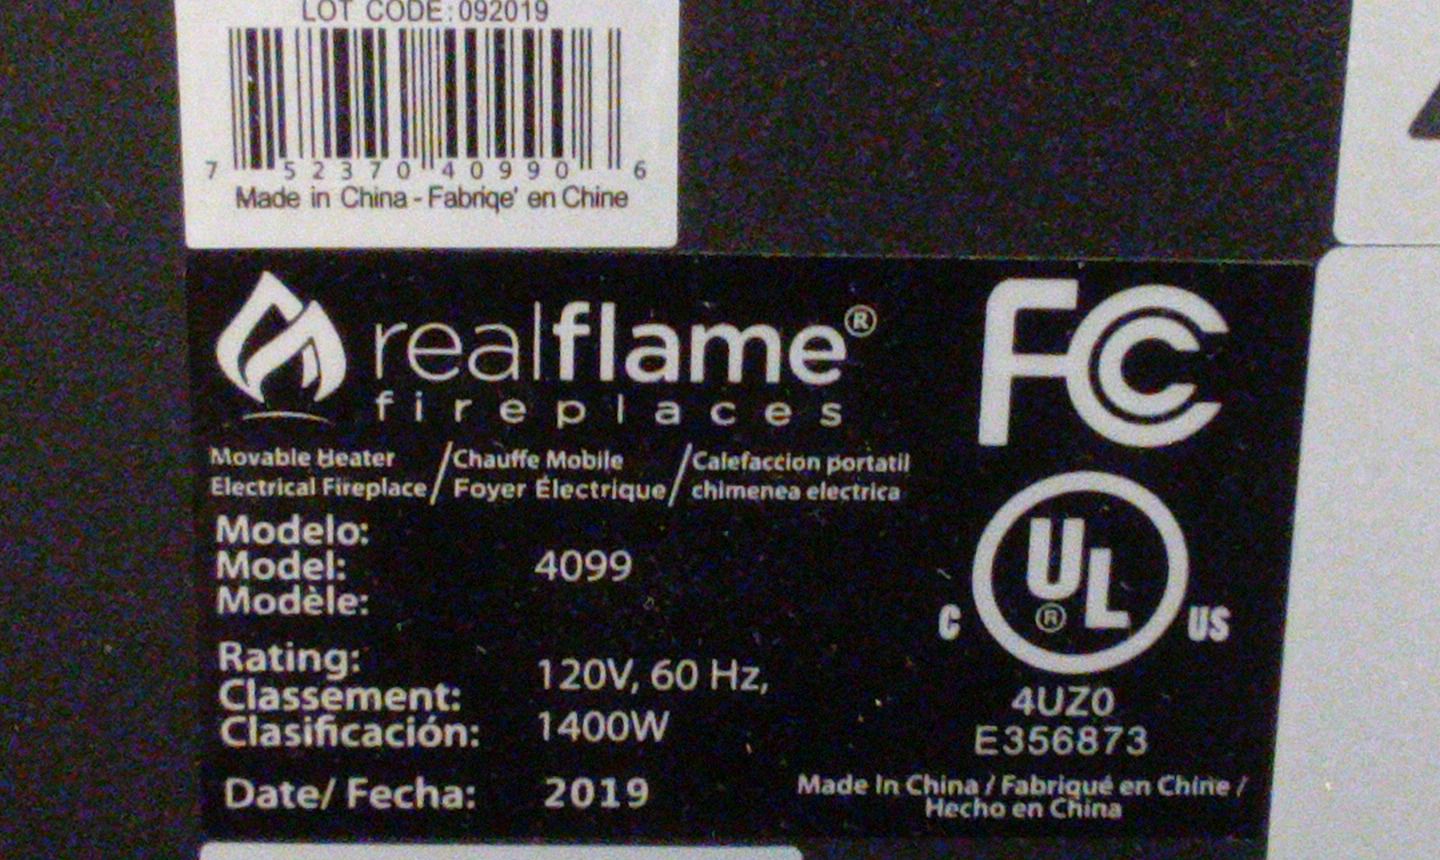 LOT CODE:092019
7 52370 40990 6
Made in China - Fabriqe' en Chine
realflame®
fireplaces
FC
Movable Heater / Chauffe Mobile / Calefaccion portatil
Electrical Fireplace / Foyer Électrique / chimenea electrica
Modelo:
Model: 4099
Modèle:
C UL® US
Rating: 120V, 60 Hz,
Classement:
Clasificación: 1400W
4UZ0
E356873
Date/ Fecha: 2019
Made In China / Fabriqué en Chine /
Hecho en China